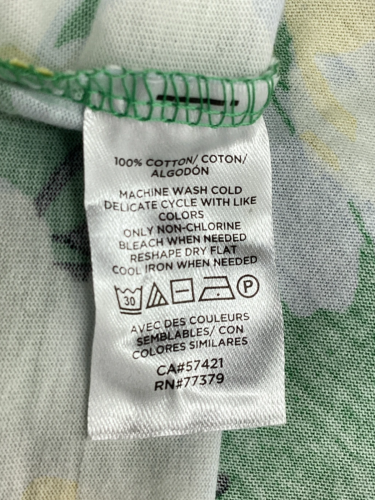 100% COTTON/ COTON/
ALGODÓN
MACHINE WASH COLD
DELICATE CYCLE WITH LIKE
COLORS
ONLY NON-CHLORINE
BLEACH WHEN NEEDED
RESHAPE DRY FLAT
COOL IRON WHEN NEEDED
30 P
AVEC DES COULEURS
SEMBLABLES/ CON
COLORES SIMILARES
CA#57421
RN#77379